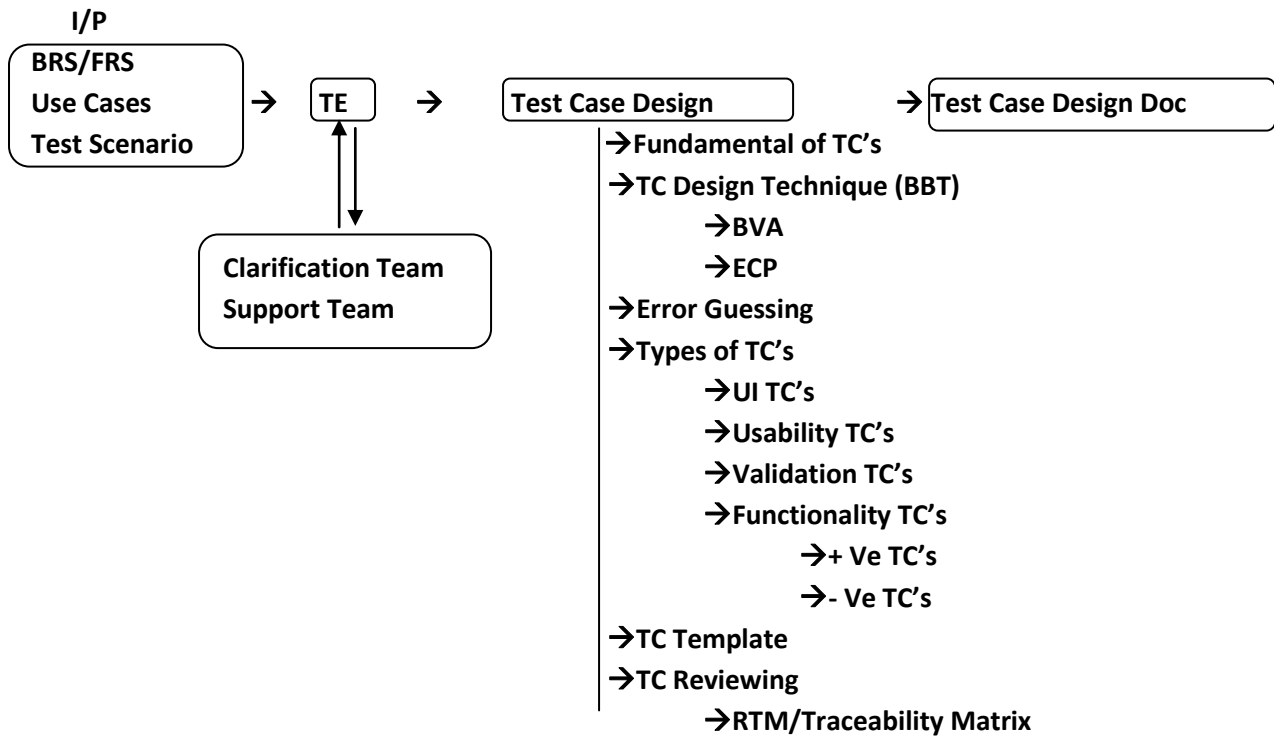 I/P
BRS/FRS
Use Cases → TE → Test Case Design → Test Case Design Doc
Test Scenario
→Fundamental of TC’s
→TC Design Technique (BBT)
→BVA
Clarification Team
→ECP
Support Team
→Error Guessing
→Types of TC’s
→UI TC’s
→Usability TC’s
→Validation TC’s
→Functionality TC’s
→+ Ve TC’s
→- Ve TC’s
→TC Template
→TC Reviewing
→RTM/Traceability Matrix